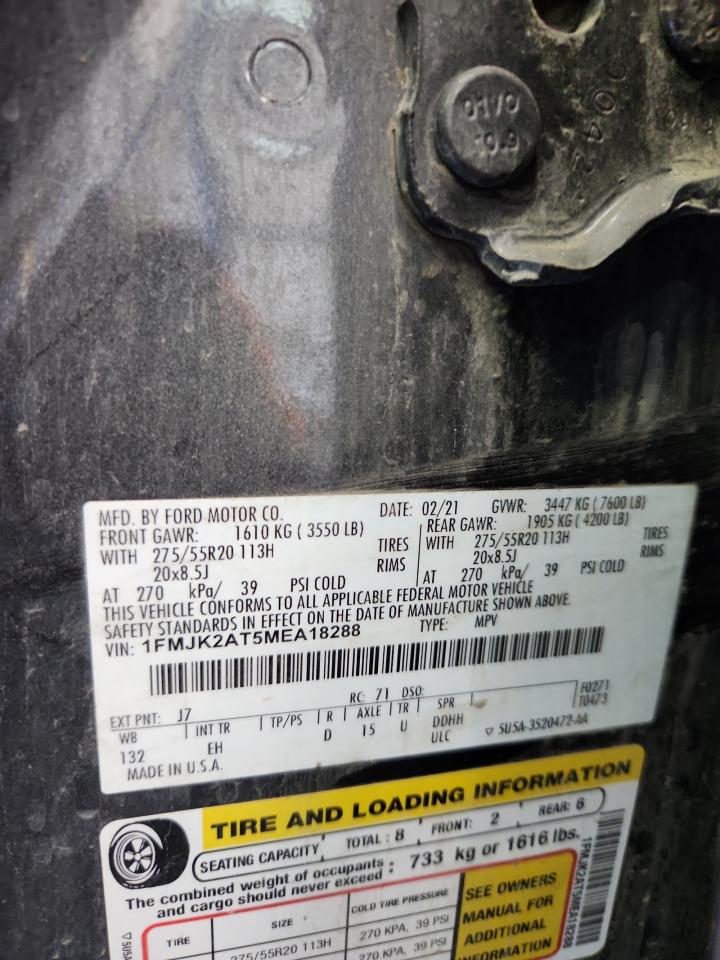 OHVO
10.9
MFD. BY FORD MOTOR CO. DATE: 02/21 GVWR: 3447 KG ( 7600 LB)
FRONT GAWR: 1610 KG ( 3550 LB) REAR GAWR: 1905 KG ( 4200 LB)
WITH 275/55R20 113H TIRES WITH 275/55R20 113H TIRES
20x8.5J RIMS 20x8.5J RIMS
AT 270 kPa/ 39 PSI COLD AT 270 kPa/ 39 PSI COLD
THIS VEHICLE CONFORMS TO ALL APPLICABLE FEDERAL MOTOR VEHICLE
SAFETY STANDARDS IN EFFECT ON THE DATE OF MANUFACTURE SHOWN ABOVE.
VIN: 1FMJK2AT5MEA18288 TYPE: MPV
EXT PNT: J7 RC: 71 DSO: F0271
WB INT TR TP/PS R AXLE TR SPR T0473
132 EH D 15 U DDHH
ULC 5U5A-3520472-AA
MADE IN U.S.A.
TIRE AND LOADING INFORMATION
SEATING CAPACITY TOTAL : 8 FRONT: 2 REAR: 6
The combined weight of occupants and cargo should never exceed : 733 kg or 1616 lbs.
TIRE SIZE COLD TIRE PRESSURE
275/55R20 113H 270 KPA, 39 PSI
270 KPA, 39 PSI
SEE OWNERS
MANUAL FOR
ADDITIONAL
INFORMATION